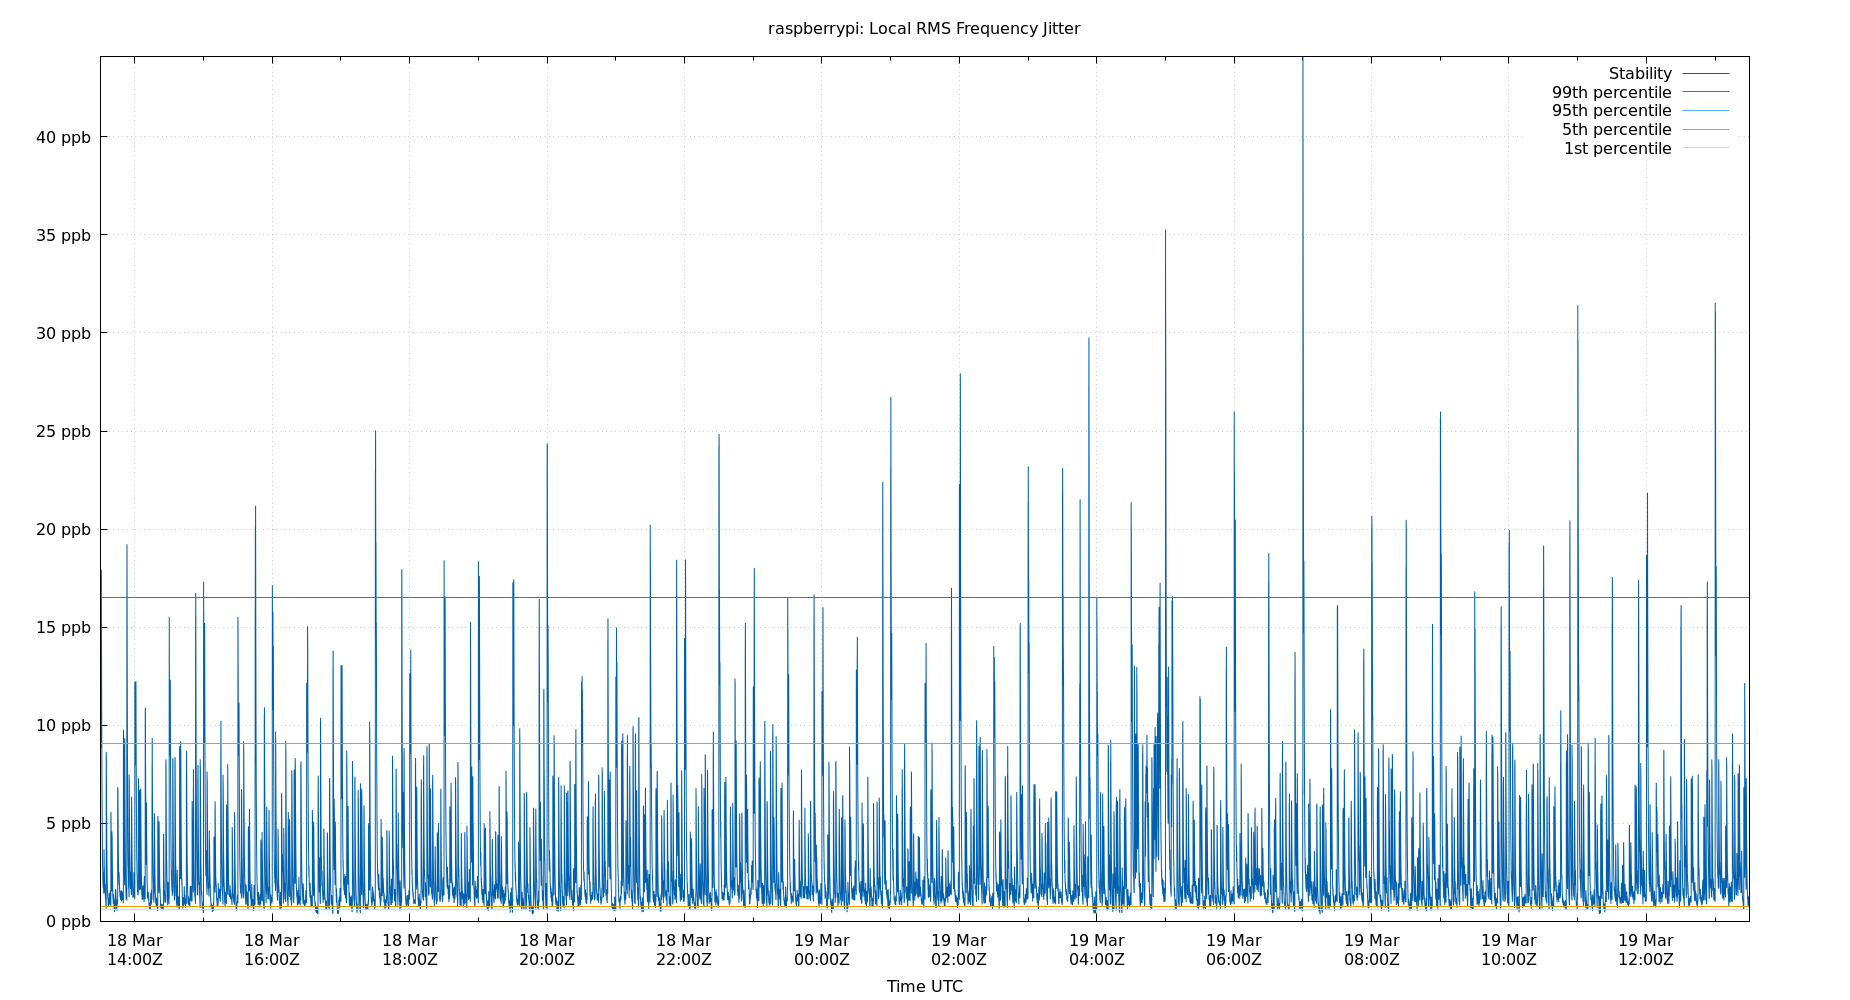 raspberrypi: Local RMS Frequency Jitter
Stability
99th percentile
95th percentile
5th percentile
1st percentile
40 ppb
35 ppb
30 ppb
25 ppb
20 ppb
15 ppb
10 ppb
5 ppb
0 ppb
18 Mar 18 Mar 18 Mar 18 Mar 18 Mar 19 Mar 19 Mar 19 Mar 19 Mar 19 Mar 19 Mar 19 Mar
14:00Z 16:00Z 18:00Z 20:00Z 22:00Z 00:00Z 02:00Z 04:00Z 06:00Z 08:00Z 10:00Z 12:00Z
Time UTC